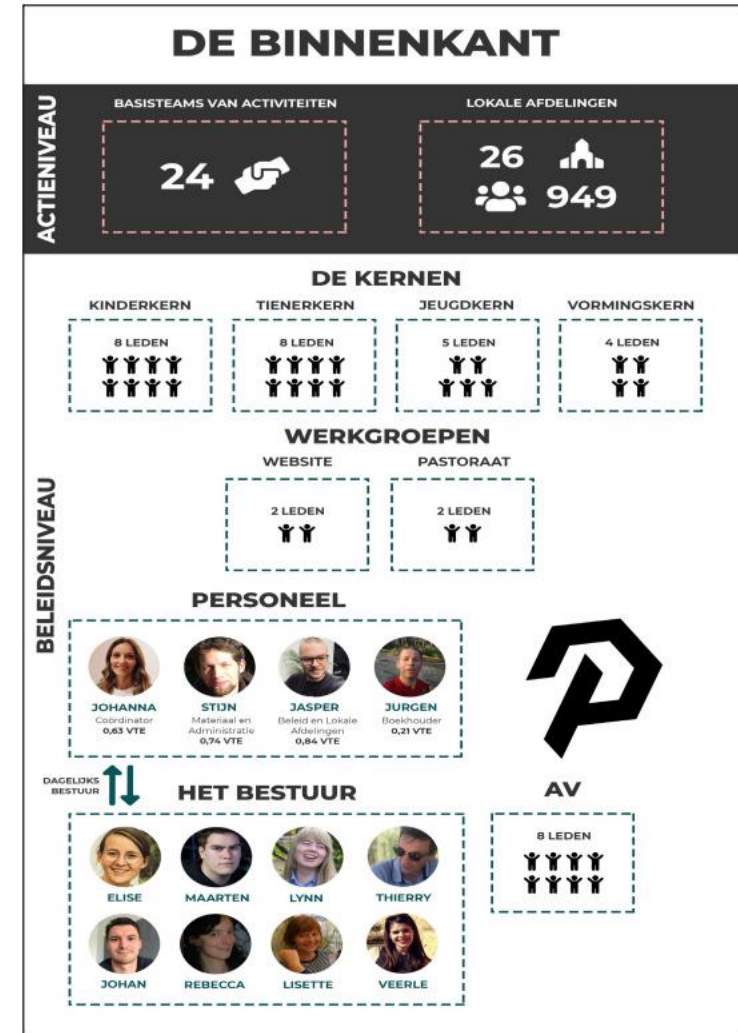 DE BINNENKANT
ACTIENIVEAU
BASISTEAMS VAN ACTIVITEITEN
24
LOKALE AFDELINGEN
26
949
BELEIDSNIVEAU
DE KERNEN
KINDERKERN
8 LEDEN
TIENERKERN
8 LEDEN
JEUGDKERN
5 LEDEN
VORMINGSKERN
4 LEDEN
WERKGROEPEN
WEBSITE
2 LEDEN
PASTORAAT
2 LEDEN
PERSONEEL
JOHANNA
Coördinator
0,63 VTE
STIJN
Materiaal en
Administratie
0,74 VTE
JASPER
Beleid en Lokale
Afdelingen
0,84 VTE
JURGEN
Boekhouder
0,21 VTE
DAGELIJKS
BESTUUR
HET BESTUUR
ELISE
MAARTEN
LYNN
THIERRY
JOHAN
REBECCA
LISETTE
VEERLE
AV
8 LEDEN